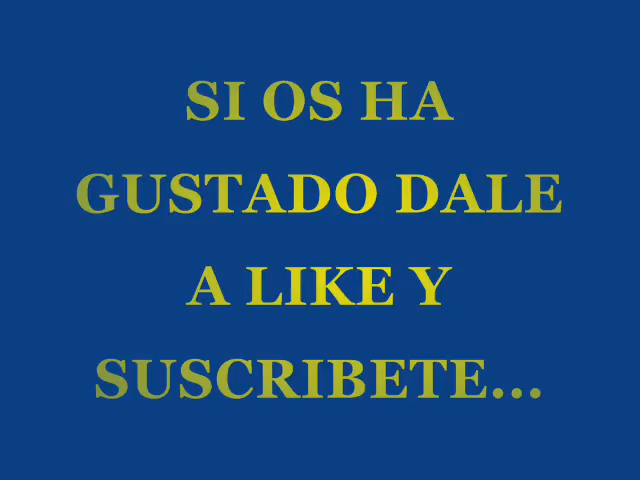 SI OS HA
GUSTADO DALE
A LIKE Y
SUSCRIBETE...